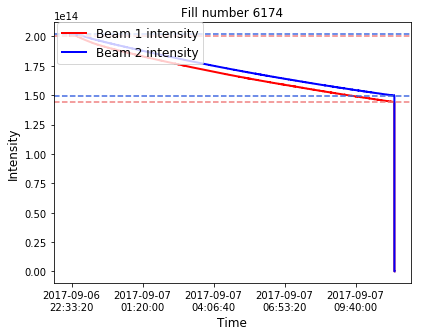 Fill number 6174
1e14
Beam 1 intensity
Beam 2 intensity
2.00
1.75
1.50
1.25
1.00
0.75
0.50
0.25
0.00
Intensity
2017-09-06 2017-09-07 2017-09-07 2017-09-07 2017-09-07
22:33:20 01:20:00 04:06:40 06:53:20 09:40:00
Time